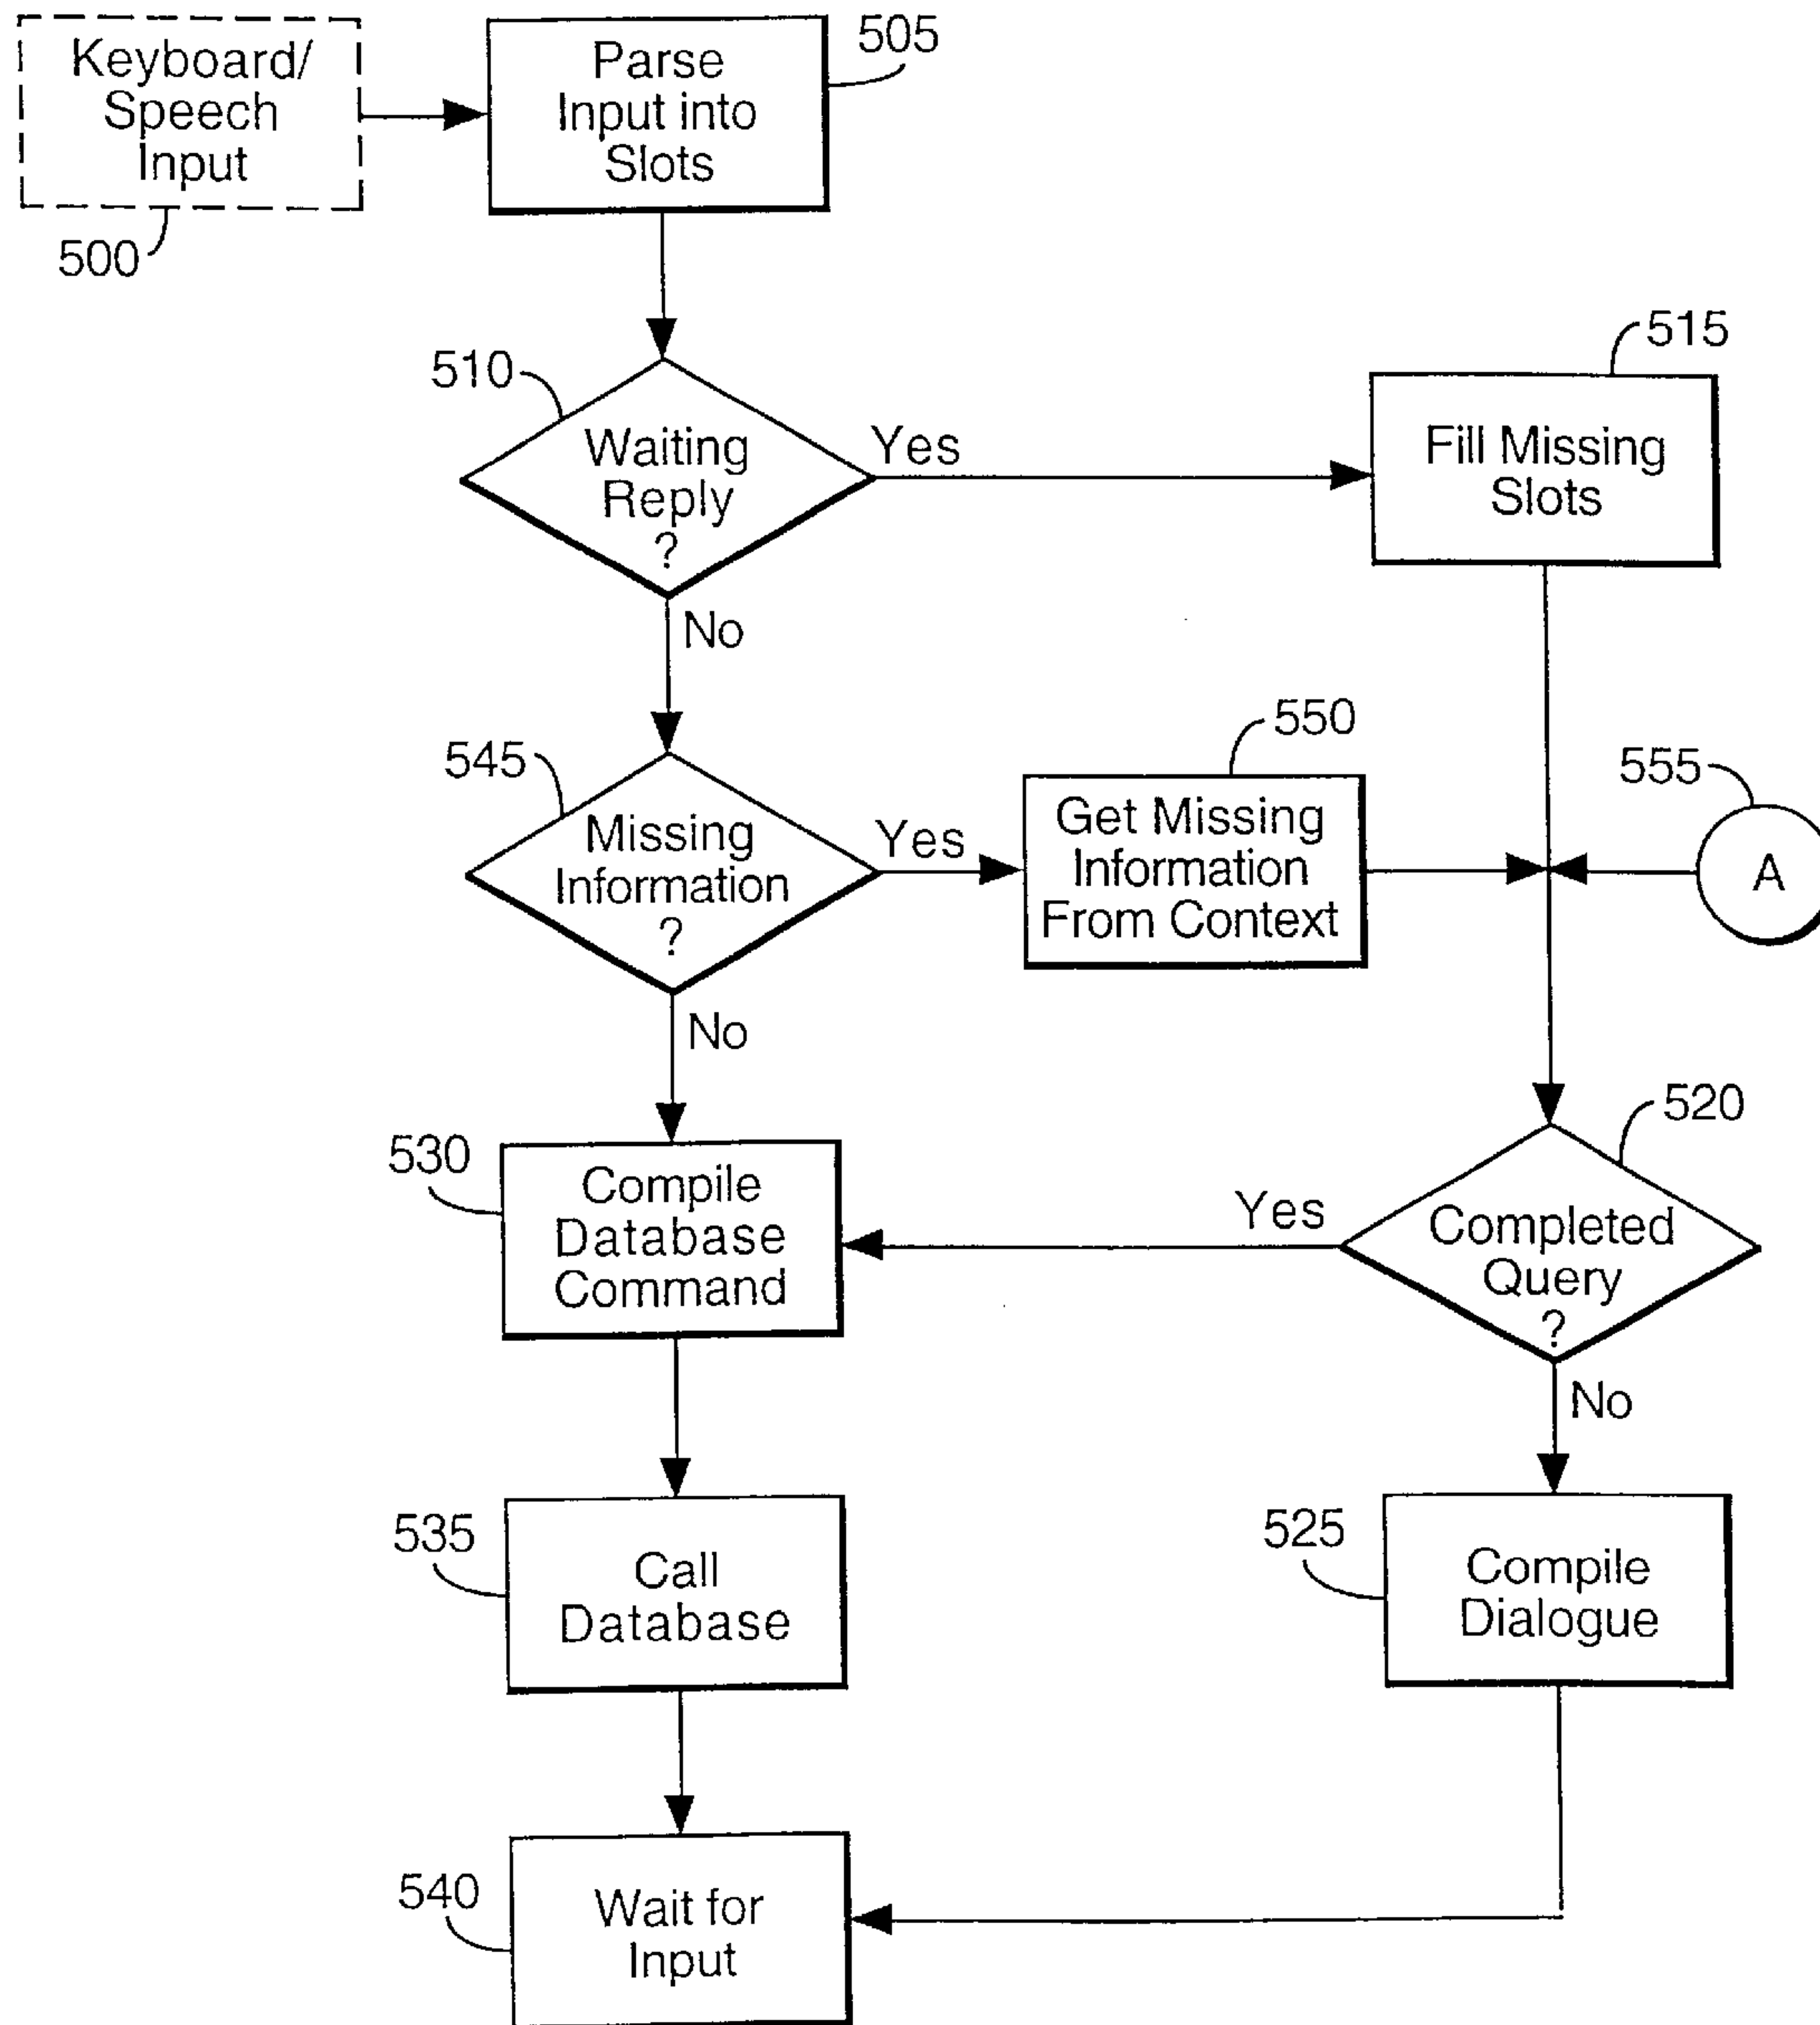 Keyboard/
Speech
Input
500
Parse
Input into
Slots
505
510
Waiting
Reply
?
Yes
No
515
Fill Missing
Slots
545
Missing
Information
?
Yes
No
550
Get Missing
Information
From Context
555
A
530
Compile
Database
Command
Yes
520
Completed
Query
?
No
535
Call
Database
525
Compile
Dialogue
540
Wait for
Input